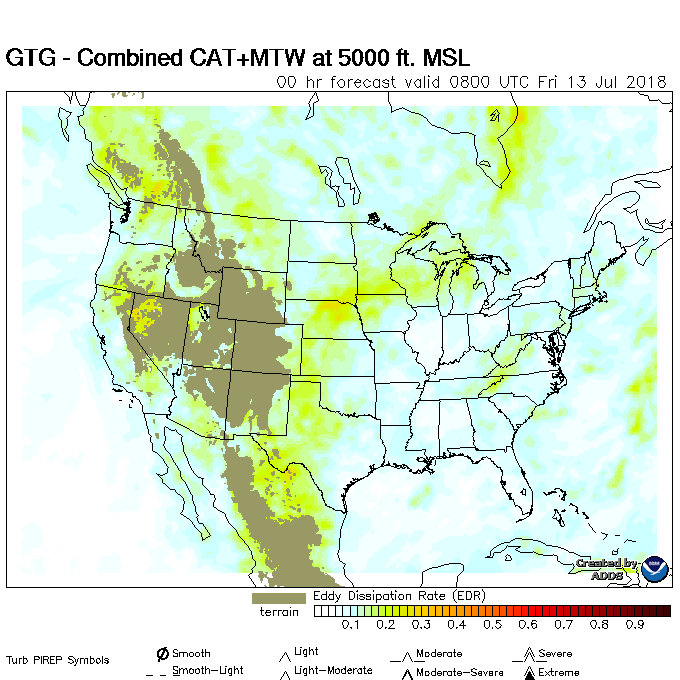 GTG - Combined CAT+MTW at 5000 ft. MSL
00 hr forecast valid 0800 UTC Fri 13 Jul 2018
Created by
ADDS
Eddy Dissipation Rate (EDR)
terrain
0.1 0.2 0.3 0.4 0.5 0.6 0.7 0.8 0.9
Turb PIREP Symbols
Smooth Light Moderate Severe
Smooth-Light Light-Moderate Moderate-Severe Extreme